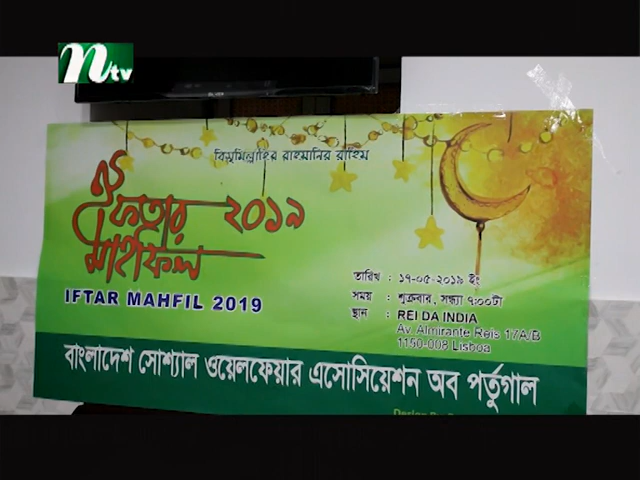 ntv
বিসমিল্লাহির রাহমানির রাহিম
ইফতার ২০১৯
মাহফিল
IFTAR MAHFIL 2019
তারিখ : ১৭-০৫-২০১৯ ইং
সময় : শুক্রবার, সন্ধ্যা ৭:০০টা
স্থান : REI DA INDIA
Av. Almirante Reis 17A/B
1150-008 Lisboa
বাংলাদেশ সোশ্যাল ওয়েলফেয়ার এসোসিয়েশন অব পর্তুগাল